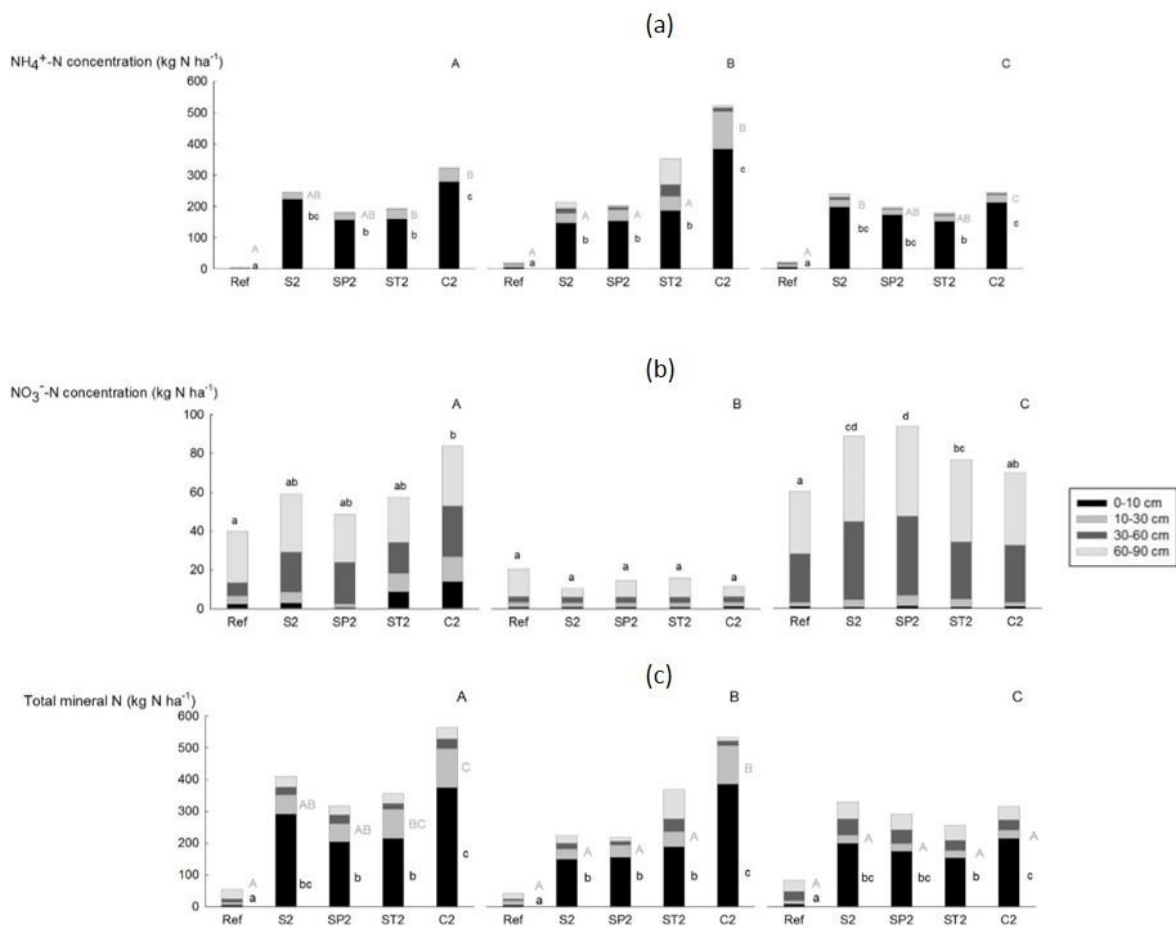 (a)
NH4+-N concentration (kg N ha-1)
A B C
600
500
400
300
200
100
0
A a AB bc AB b B b B c
A a A b A b A b B c
A a B bc AB bc AB b C c
Ref S2 SP2 ST2 C2 Ref S2 SP2 ST2 C2 Ref S2 SP2 ST2 C2
(b)
NO3--N concentration (kg N ha-1)
A B C
100
80
60
40
20
0
a ab ab ab b
a a a a a
a cd d bc ab
Ref S2 SP2 ST2 C2 Ref S2 SP2 ST2 C2 Ref S2 SP2 ST2 C2
0-10 cm
10-30 cm
30-60 cm
60-90 cm
(c)
Total mineral N (kg N ha-1)
A B C
600
500
400
300
200
100
0
A a AB bc AB b BC b C c
A a A b A b A b B c
A a A bc A bc A b A c
Ref S2 SP2 ST2 C2 Ref S2 SP2 ST2 C2 Ref S2 SP2 ST2 C2